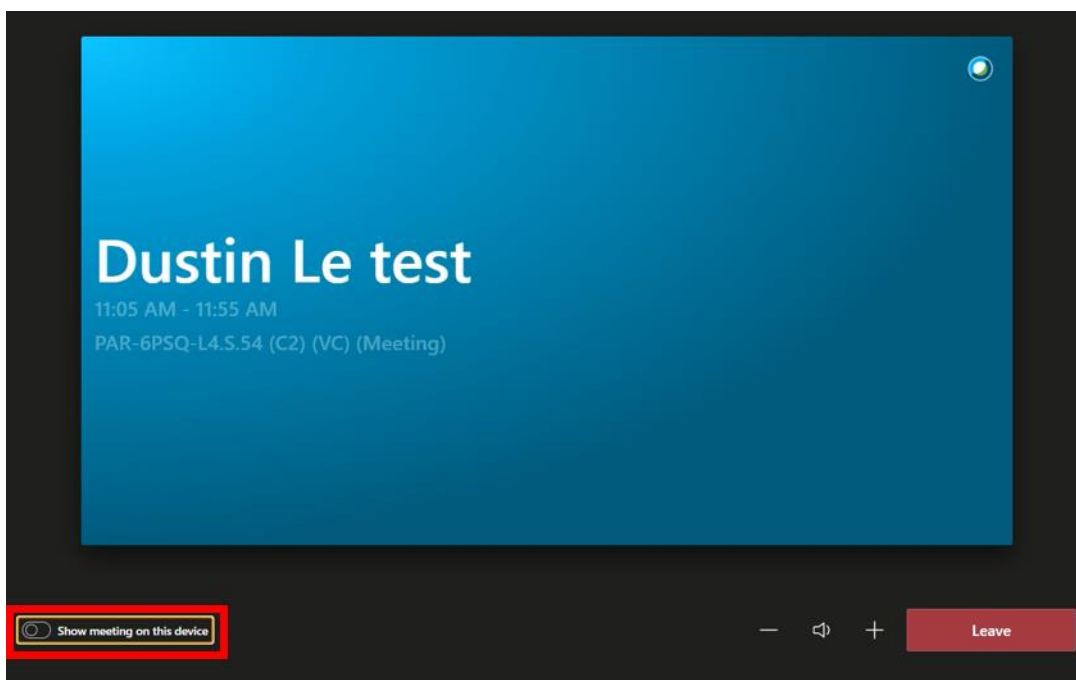 Dustin Le test
11:05 AM - 11:55 AM
PAR-6PSQ-L4.S.54 (C2) (VC) (Meeting)
Show meeting on this device
Leave